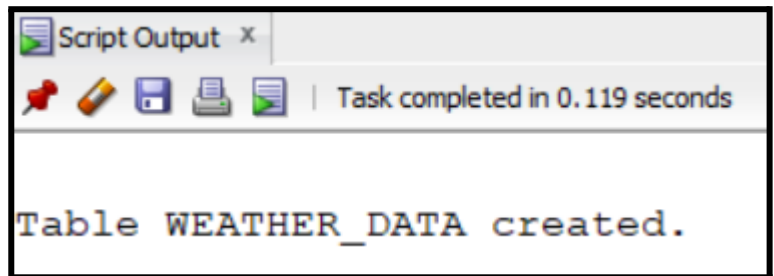 Script Output x
Task completed in 0.119 seconds
Table WEATHER_DATA created.